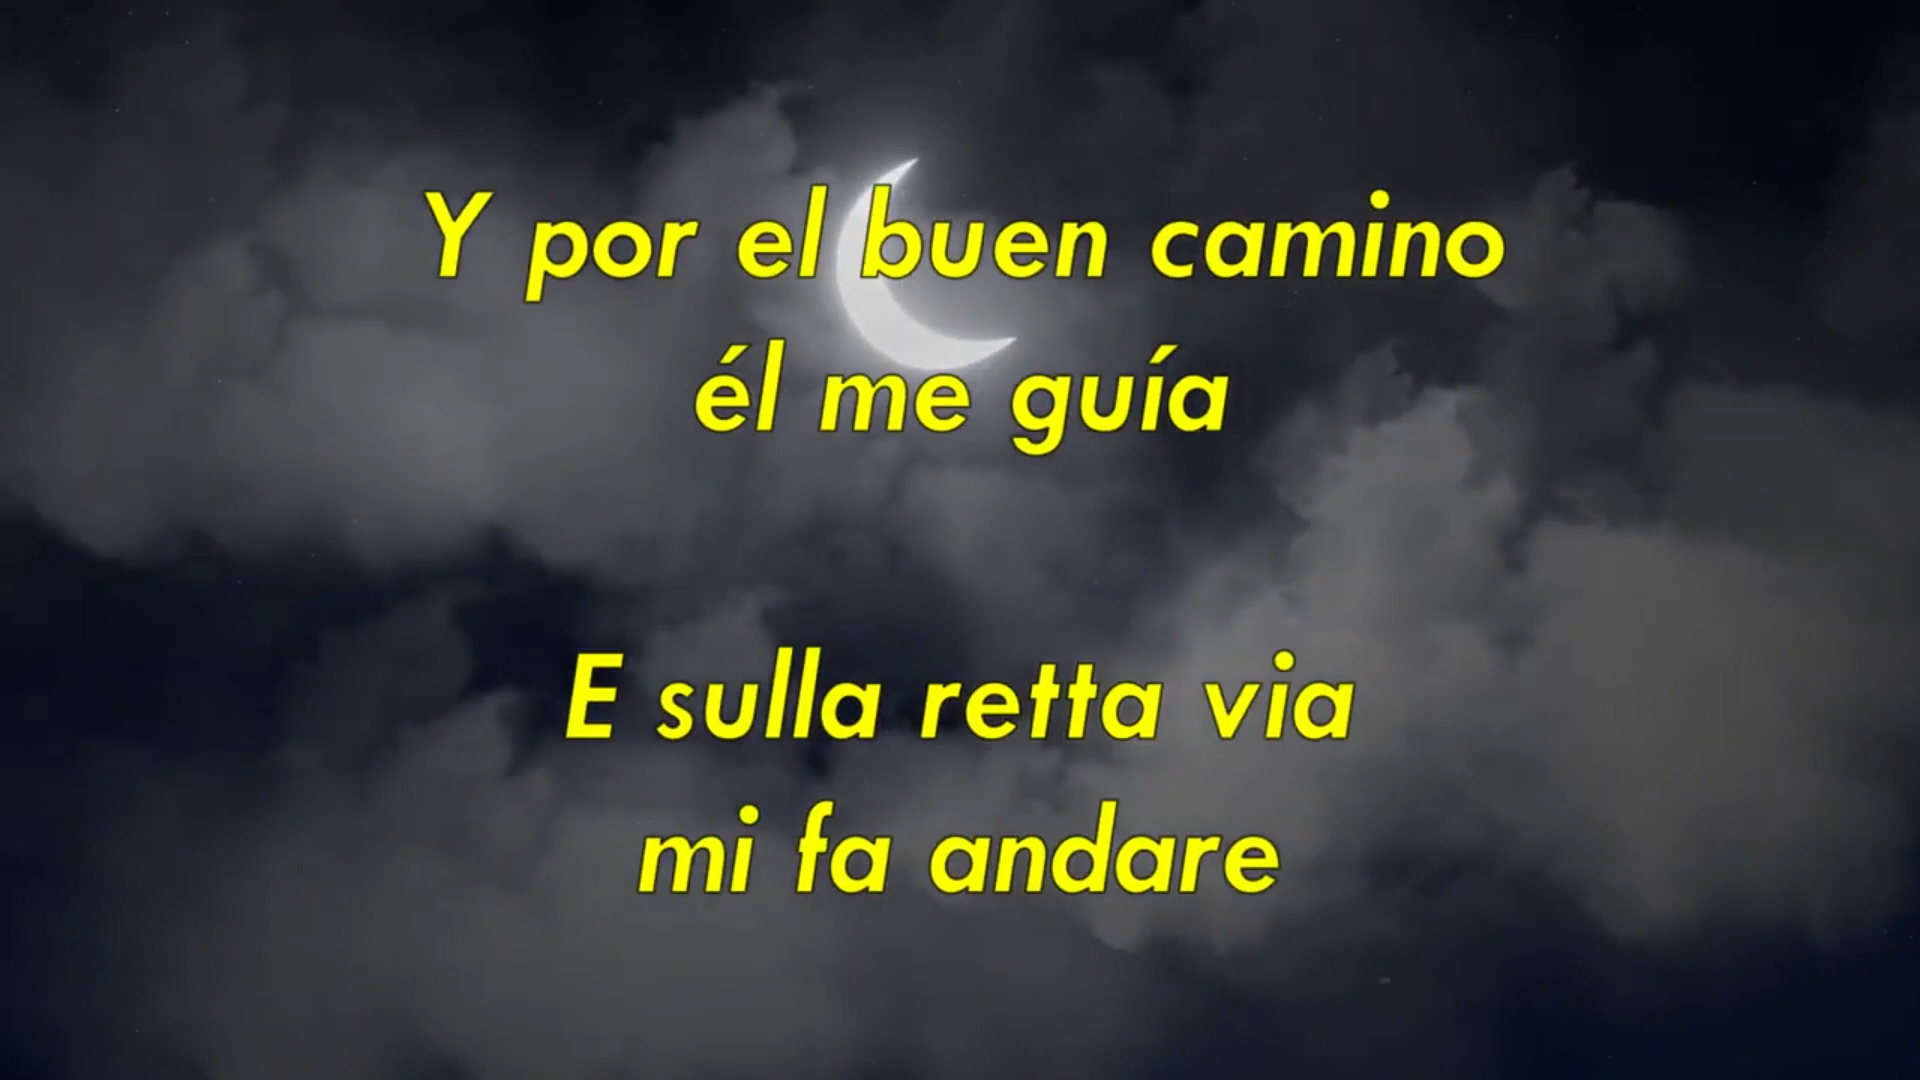 Y por el buen camino
él me guía
E sulla retta via
mi fa andare